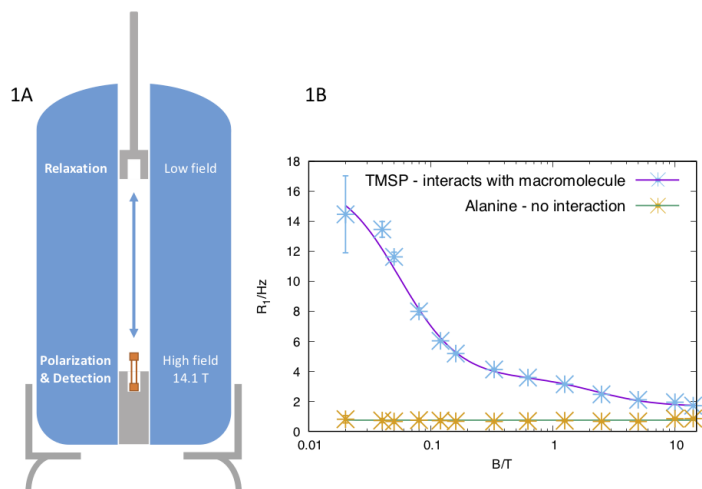 1A
Relaxation
Low field
Polarization
& Detection
High field
14.1 T
1B
TMSP - interacts with macromolecule
Alanine - no interaction
R₁/Hz
18
16
14
12
10
8
6
4
2
0
0.01
0.1
1
10
B/T